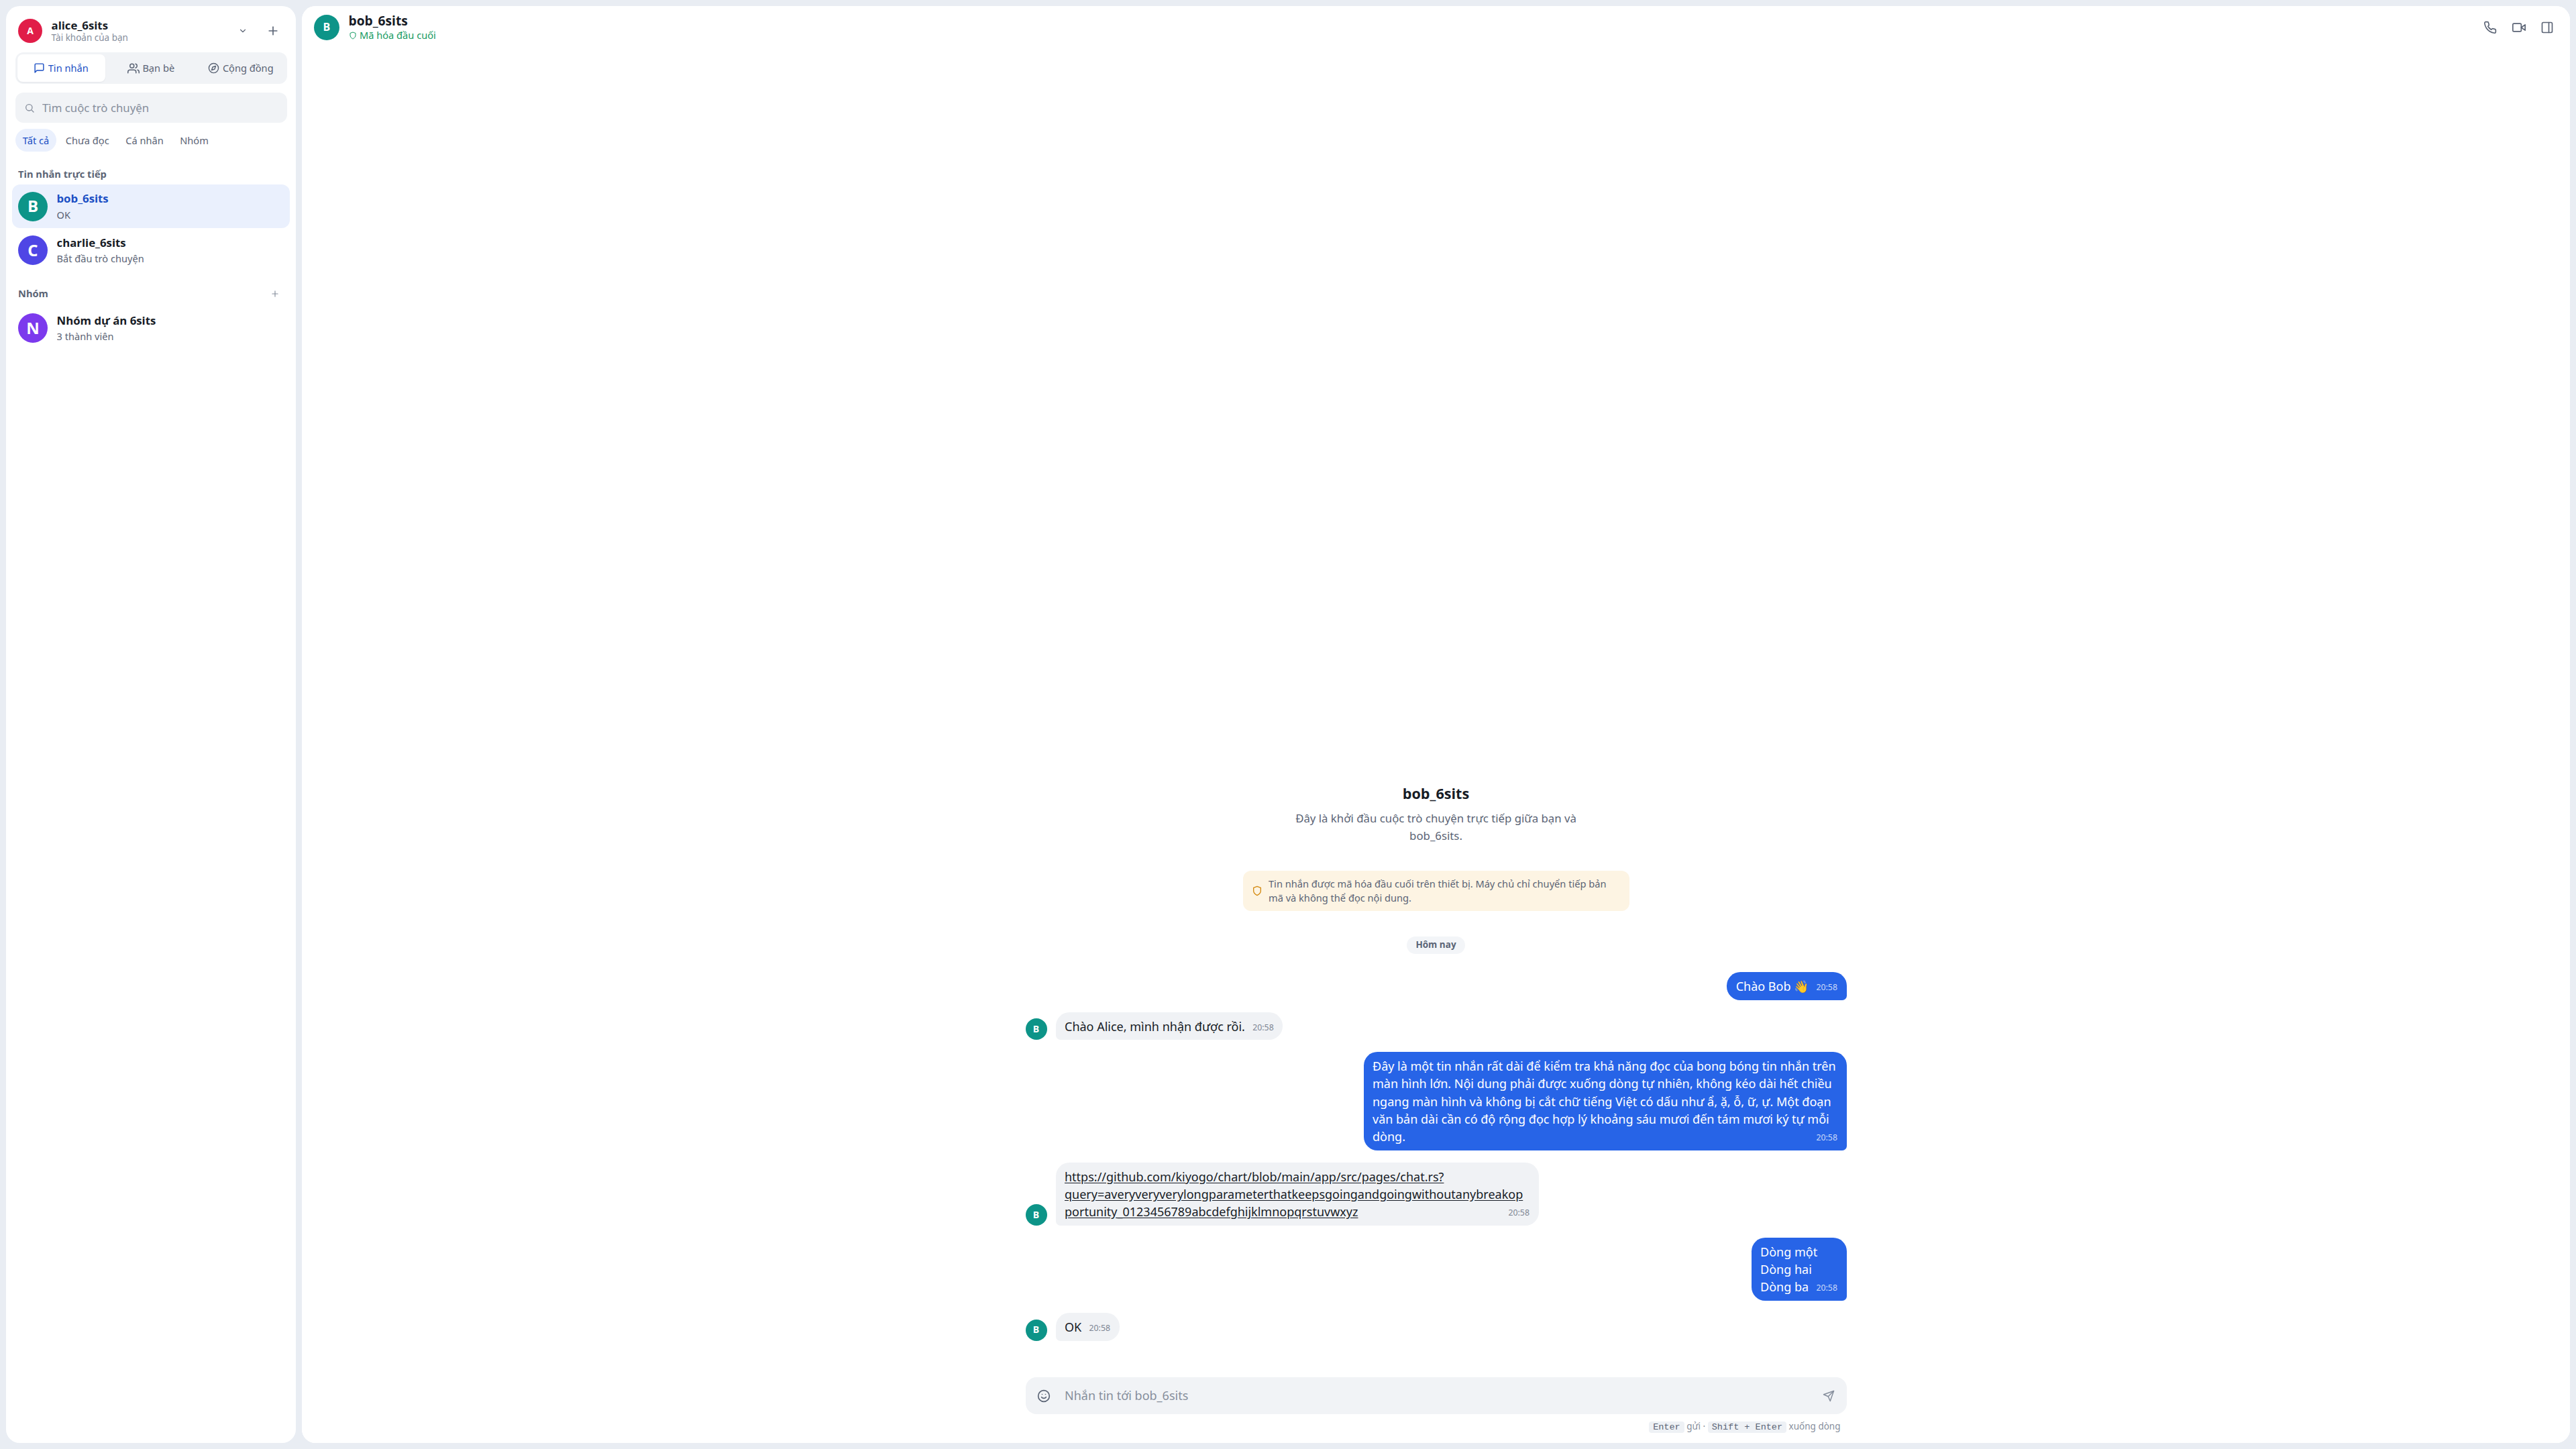 A
alice_6sits
Tài khoản của bạn
Tin nhắn
Bạn bè
Cộng đồng
Tìm cuộc trò chuyện
Tất cả
Chưa đọc
Cá nhân
Nhóm
Tin nhắn trực tiếp
B
bob_6sits
OK
C
charlie_6sits
Bắt đầu trò chuyện
Nhóm
N
Nhóm dự án 6sits
3 thành viên
B
bob_6sits
Mã hóa đầu cuối
bob_6sits
Đây là khởi đầu cuộc trò chuyện trực tiếp giữa bạn và
bob_6sits.
Tin nhắn được mã hóa đầu cuối trên thiết bị. Máy chủ chỉ chuyển tiếp bản
mã và không thể đọc nội dung.
Hôm nay
Chào Bob 👋 20:58
B
Chào Alice, mình nhận được rồi. 20:58
Đây là một tin nhắn rất dài để kiểm tra khả năng đọc của bong bóng tin nhắn trên
màn hình lớn. Nội dung phải được xuống dòng tự nhiên, không kéo dài hết chiều
ngang màn hình và không bị cắt chữ tiếng Việt có dấu như ấ, ặ, ỗ, ữ, ự. Một đoạn
văn bản dài cần có độ rộng đọc hợp lý khoảng sáu mươi đến tám mươi ký tự mỗi
dòng. 20:58
https://github.com/kiyogo/chart/blob/main/app/src/pages/chat.rs?
query=averyveryverylongparameterthatkeepsgoingandgoingwithoutanybreakop
portunity_0123456789abcdefghijklmnopqrstuvwxyz 20:58
B
Dòng một
Dòng hai
Dòng ba 20:58
B
OK 20:58
Nhắn tin tới bob_6sits
Enter gửi · Shift + Enter xuống dòng